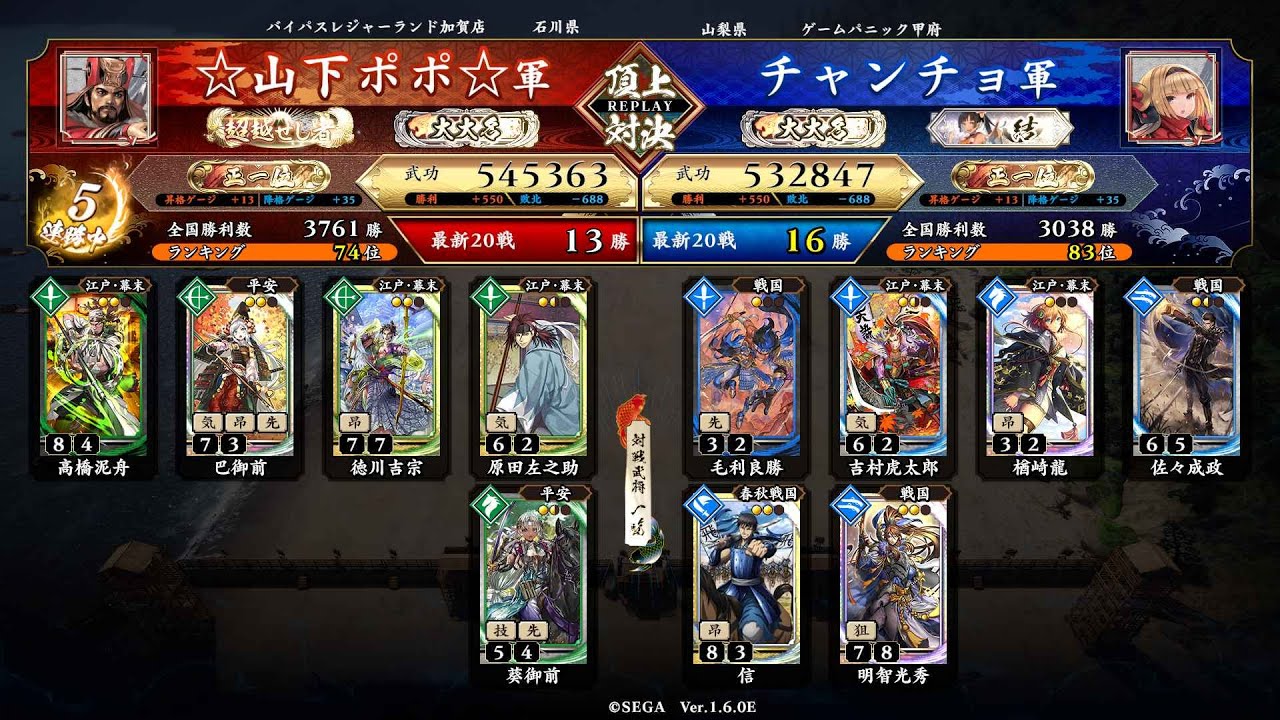 バイパスレジャーランド加賀店 石川県
山梨県 ゲームパニック甲府
☆山下ポポ☆軍
頂上
REPLAY
対決
チャンチョ軍
超越せし者
大大名
大大名
結
5
連勝中
正一位
昇格ゲージ +13 降格ゲージ +35
武功 545363
勝利 +550 敗北 -688
武功 532847
勝利 +550 敗北 -688
正一位
昇格ゲージ +13 降格ゲージ +35
全国勝利数 3761勝
ランキング 74位
最新20戦 13勝
最新20戦 16勝
全国勝利数 3038勝
ランキング 83位
江戸・幕末
8 4
高橋泥舟
平安
気 昂 先
7 3
巴御前
江戸・幕末
昂
7 7
徳川吉宗
江戸・幕末
気
6 2
原田左之助
戦国
先
3 2
毛利良勝
江戸・幕末
気
6 2
吉村虎太郎
江戸・幕末
昂
3 2
楢崎龍
戦国
6 5
佐々成政
対戦武将一覧
平安
技 先
5 4
葵御前
春秋戦国
昂
8 3
信
戦国
狙
7 8
明智光秀
©SEGA Ver.1.6.0E